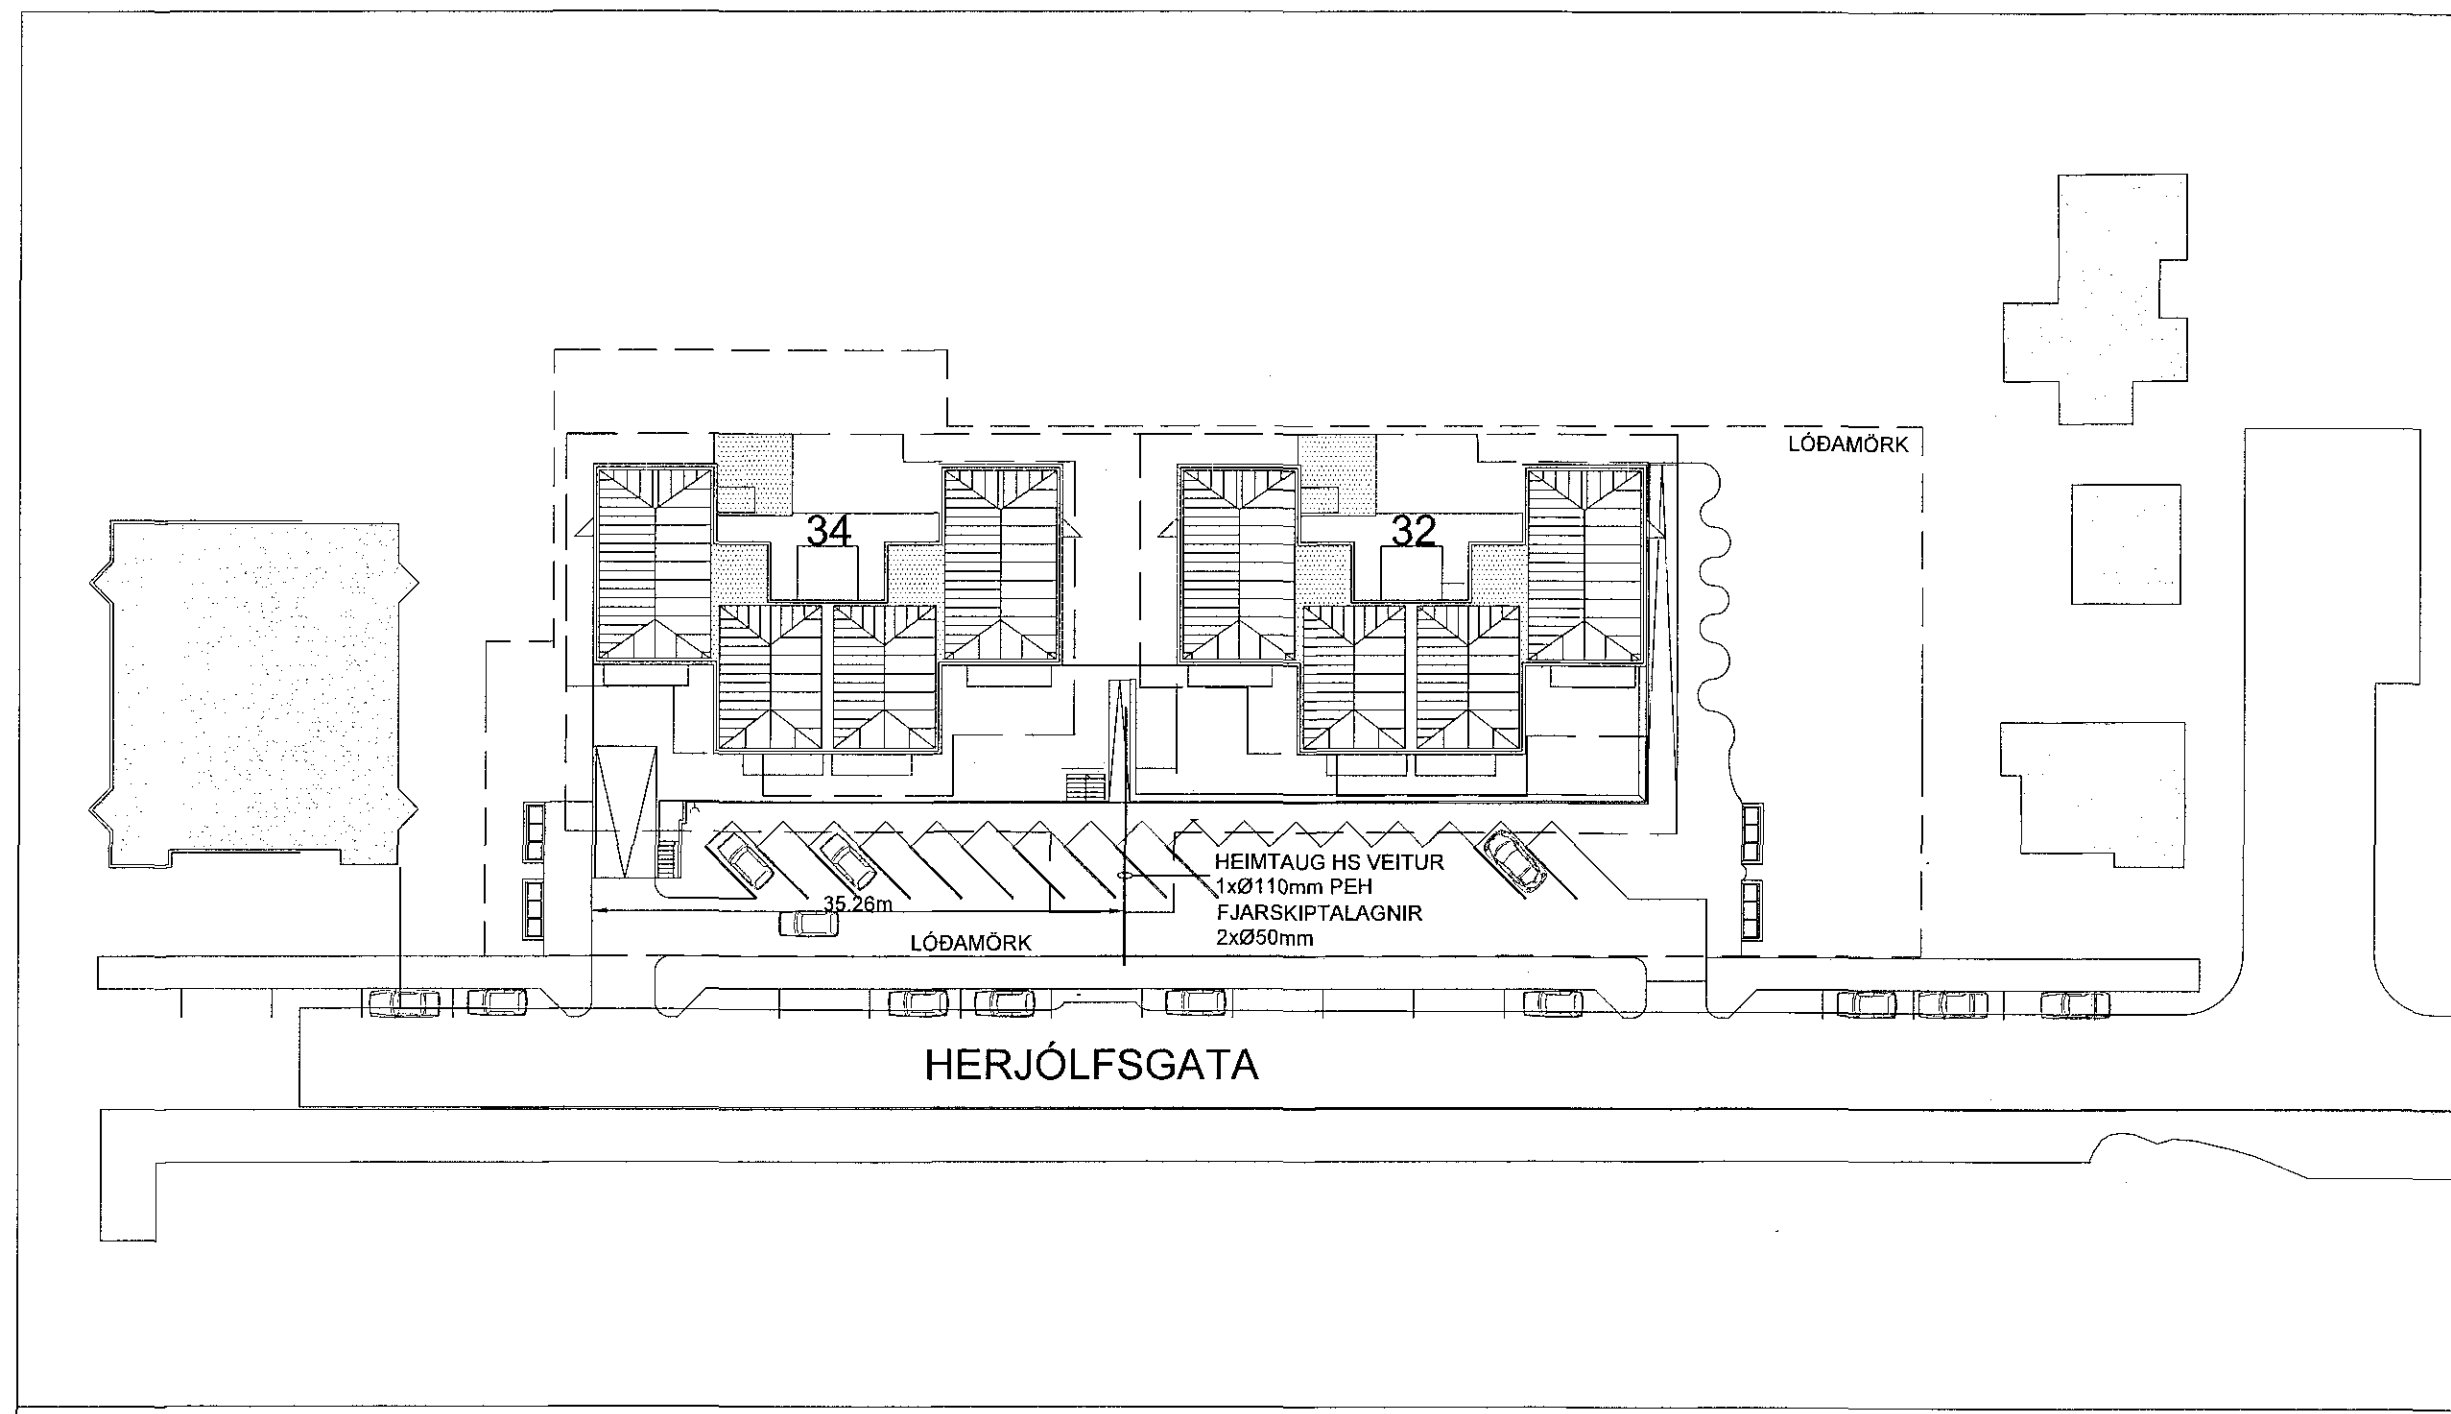 LÓÐAMÖRK
34
32
HEIMTAUG HS VEITUR
1xØ110mm PEH
FJARSKIPTALAGNIR
2xØ50mm
35.26m
LÓÐAMÖRK
HERJÓLFSGATA